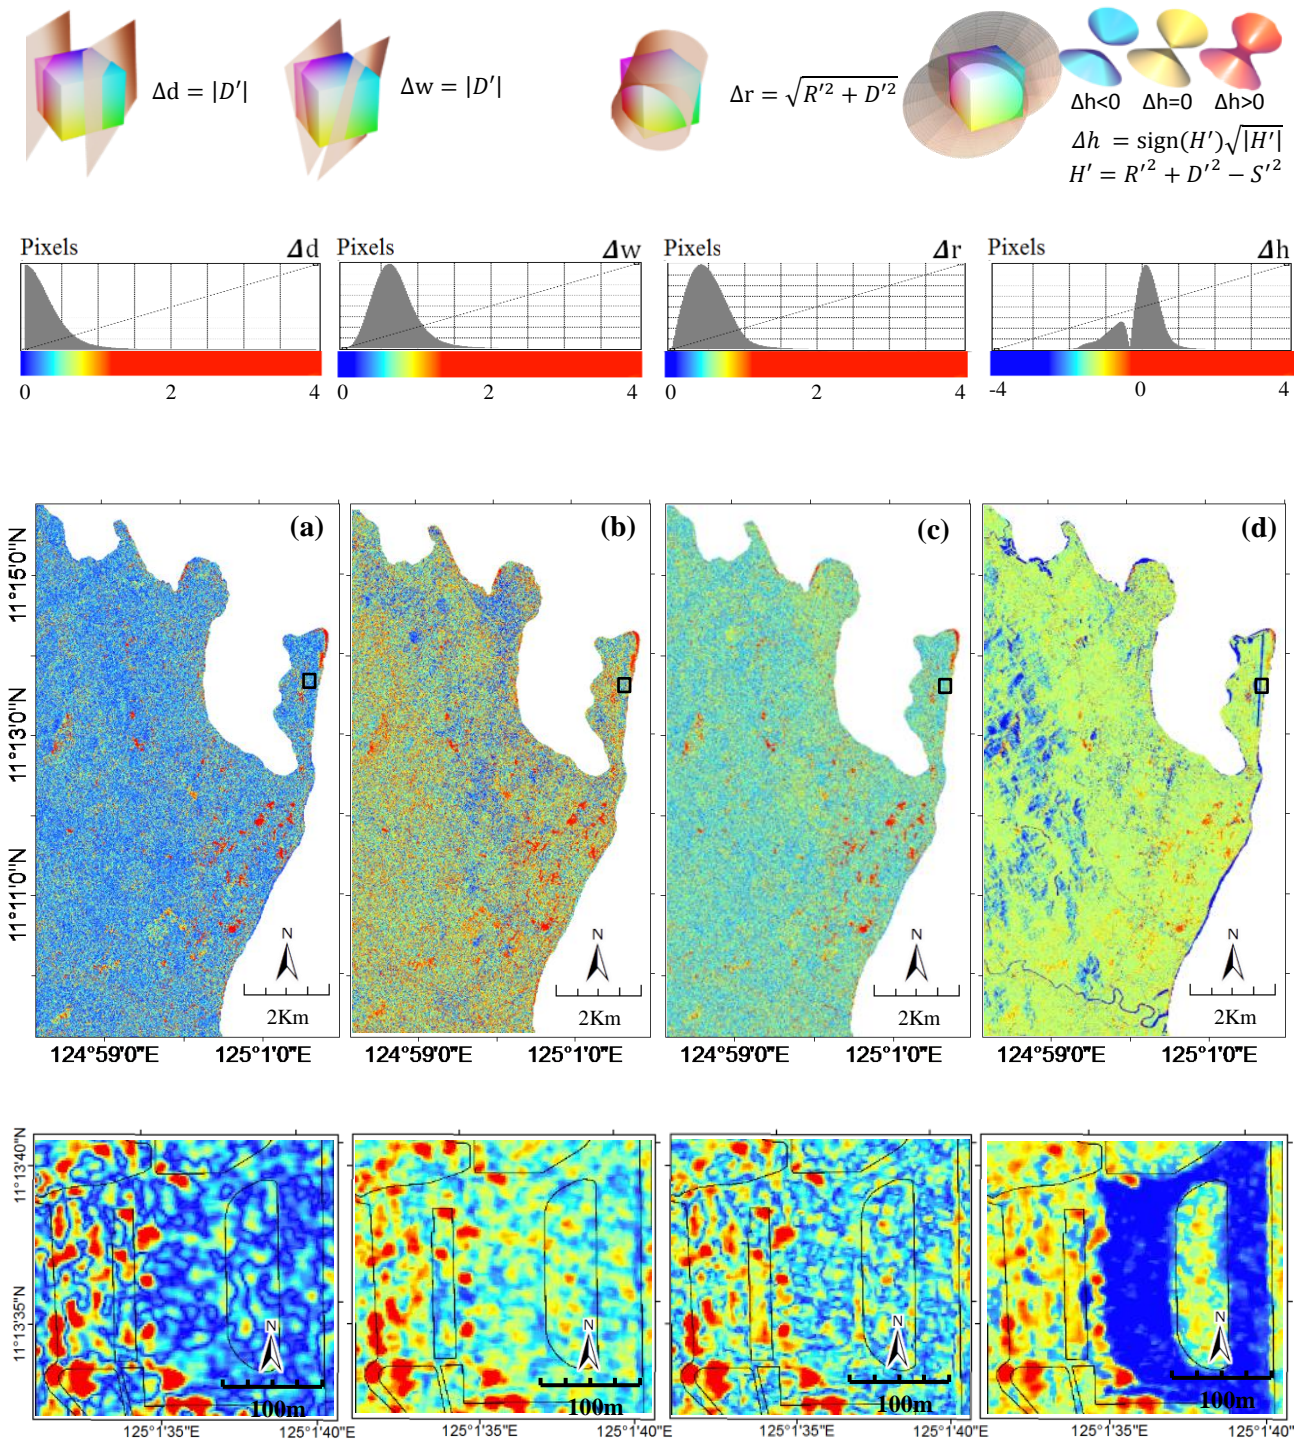 Δd = |D′|
Δw = |D′|
Δr = √R′² + D′²
Δh<0 Δh=0 Δh>0
Δh = sign(H′)√|H′|
H′ = R′² + D′² − S′²
Pixels Δd
Pixels Δw
Pixels Δr
Pixels Δh
0 2 4
0 2 4
0 2 4
-4 0 4
(a)
(b)
(c)
(d)
11°15'0"N
11°13'0"N
11°11'0"N
N
2Km
N
2Km
N
2Km
N
2Km
124°59'0"E 125°1'0"E
124°59'0"E 125°1'0"E
124°59'0"E 125°1'0"E
124°59'0"E 125°1'0"E
11°13'40"N
11°13'35"N
N
100m
N
100m
N
100m
N
100m
125°1'35"E 125°1'40"E
125°1'35"E 125°1'40"E
125°1'35"E 125°1'40"E
125°1'35"E 125°1'40"E